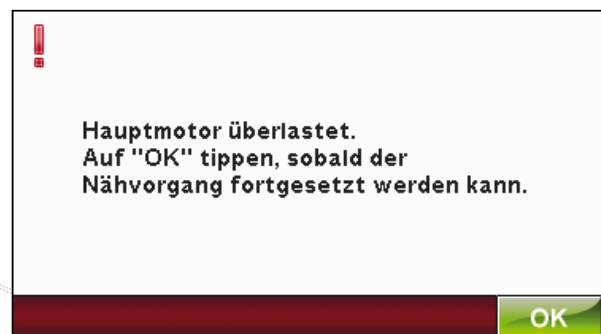 Hauptmotor überlastet.
Auf "OK" tippen, sobald der
Nähvorgang fortgesetzt werden kann.
OK